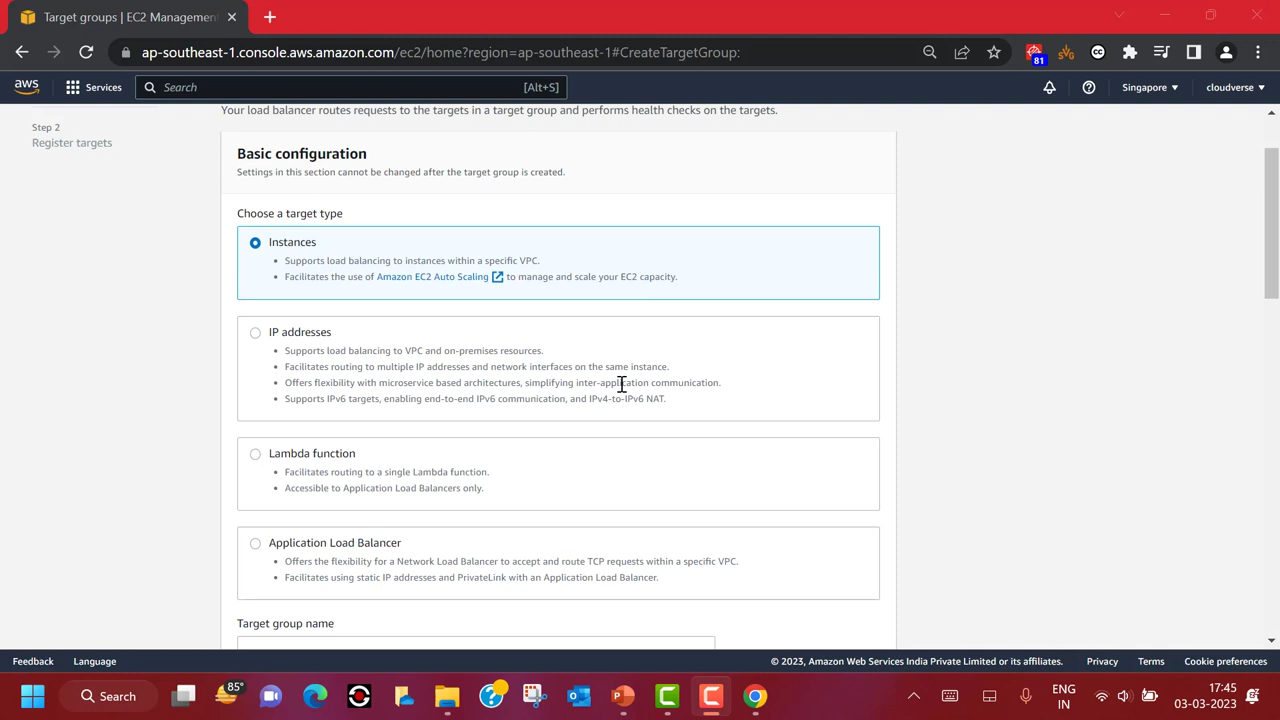 Target groups | EC2 Management
ap-southeast-1.console.aws.amazon.com/ec2/home?region=ap-southeast-1#CreateTargetGroup:
81
SVG
aws
Services
Search
[Alt+S]
Singapore
cloudverse
Your load balancer routes requests to the targets in a target group and performs health checks on the targets.
Step 2
Register targets
Basic configuration
Settings in this section cannot be changed after the target group is created.
Choose a target type
Instances
• Supports load balancing to instances within a specific VPC.
• Facilitates the use of Amazon EC2 Auto Scaling to manage and scale your EC2 capacity.
IP addresses
• Supports load balancing to VPC and on-premises resources.
• Facilitates routing to multiple IP addresses and network interfaces on the same instance.
• Offers flexibility with microservice based architectures, simplifying inter-application communication.
• Supports IPv6 targets, enabling end-to-end IPv6 communication, and IPv4-to-IPv6 NAT.
Lambda function
• Facilitates routing to a single Lambda function.
• Accessible to Application Load Balancers only.
Application Load Balancer
• Offers the flexibility for a Network Load Balancer to accept and route TCP requests within a specific VPC.
• Facilitates using static IP addresses and PrivateLink with an Application Load Balancer.
Target group name
Feedback
Language
© 2023, Amazon Web Services India Private Limited or its affiliates.
Privacy
Terms
Cookie preferences
Search
85°
ENG
IN
17:45
03-03-2023